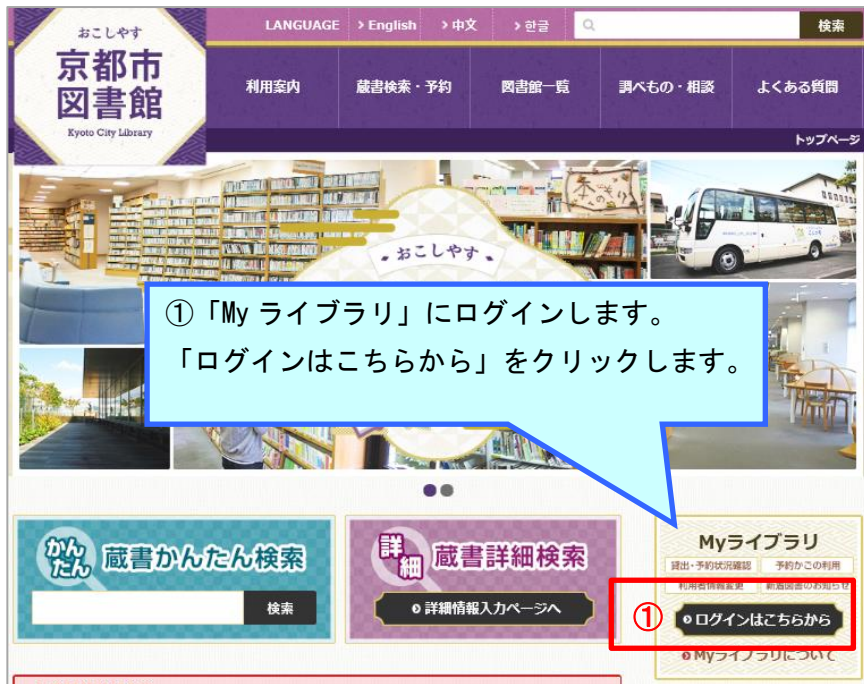 おこしやす
京都市
図書館
Kyoto City Library
LANGUAGE > English > 中文 > 한글 検索
利用案内 蔵書検索・予約 図書館一覧 調べもの・相談 よくある質問
トップページ
本のもり
・おこしやす・
①「My ライブラリ」にログインします。
「ログインはこちらから」をクリックします。
かんたん 蔵書かんたん検索
検索
詳細 蔵書詳細検索
詳細情報入力ページへ
Myライブラリ
貸出・予約状況確認 予約かごの利用
利用者情報変更 新着図書のお知らせ
① ログインはこちらから
Myライブラリについて